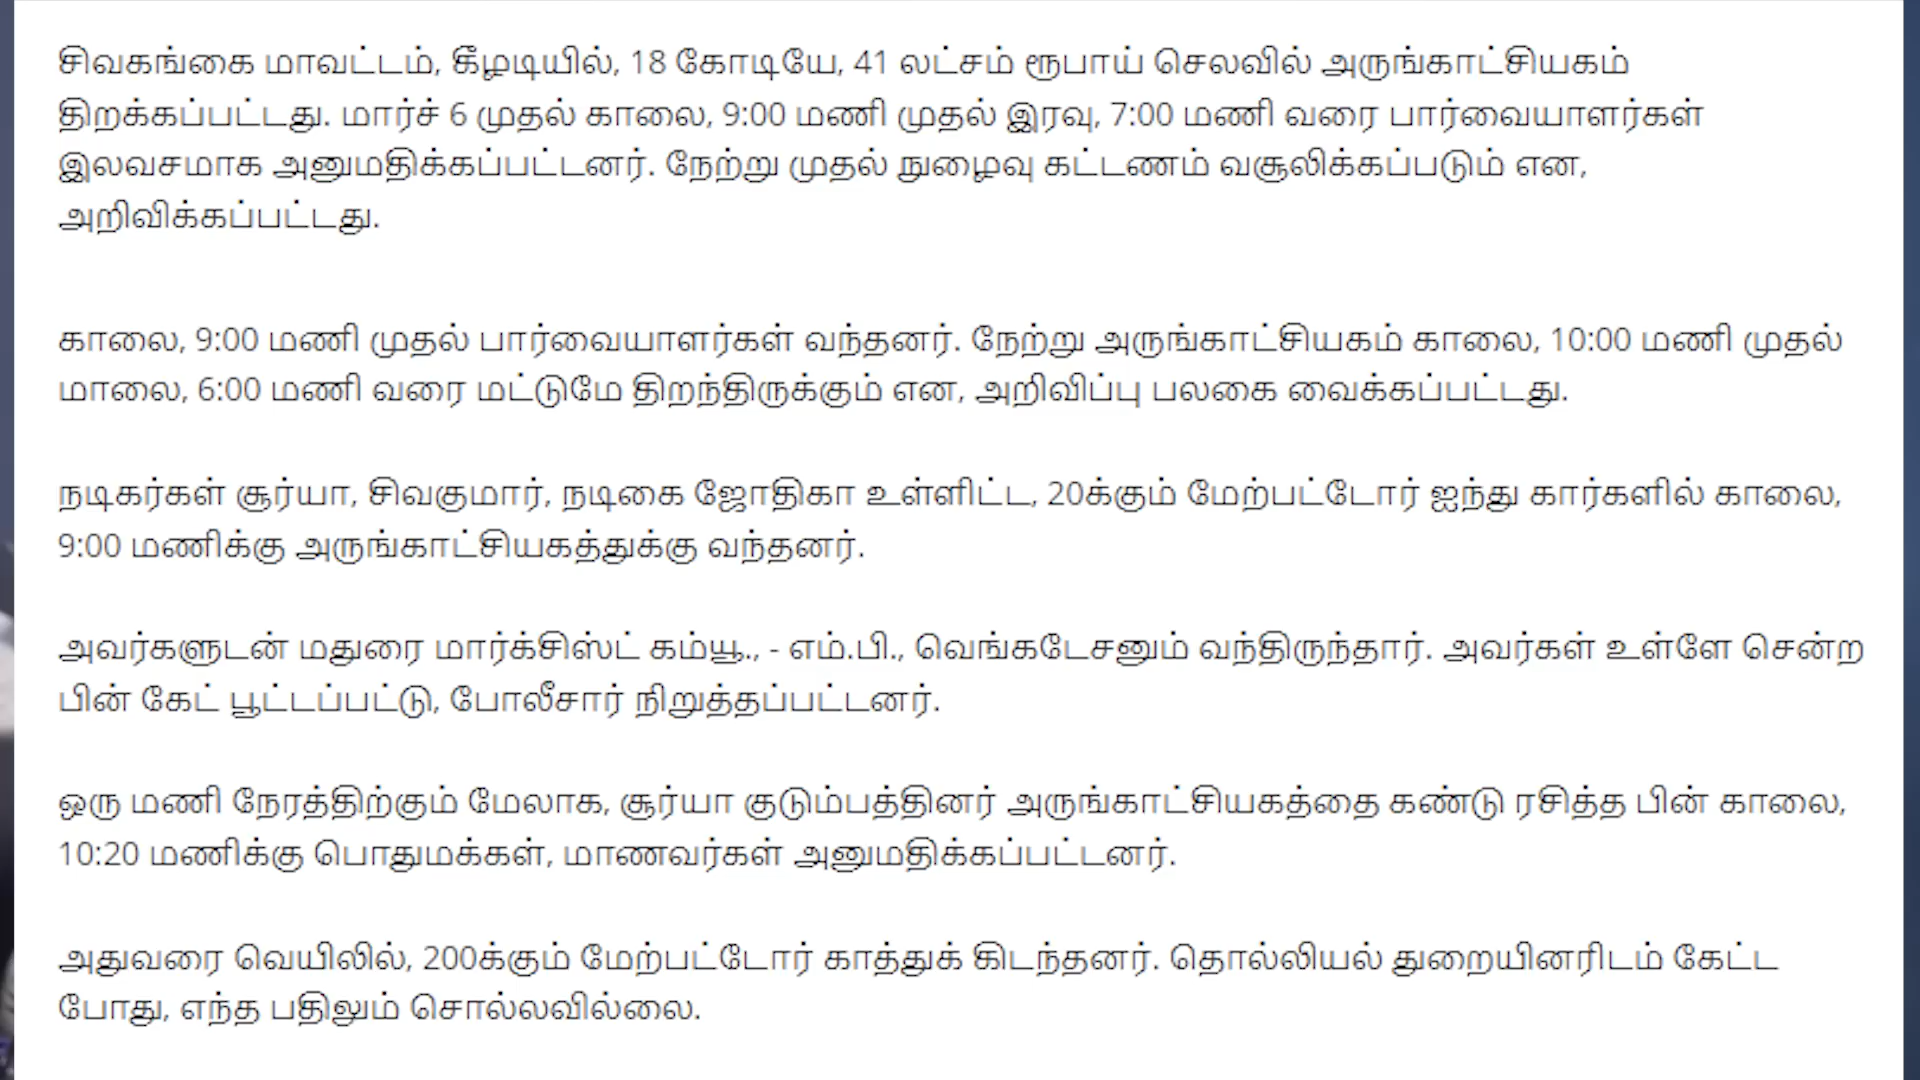 சிவகங்கை மாவட்டம், கீழடியில், 18 கோடியே, 41 லட்சம் ரூபாய் செலவில் அருங்காட்சியகம்
திறக்கப்பட்டது. மார்ச் 6 முதல் காலை, 9:00 மணி முதல் இரவு, 7:00 மணி வரை பார்வையாளர்கள்
இலவசமாக அனுமதிக்கப்பட்டனர். நேற்று முதல் நுழைவு கட்டணம் வசூலிக்கப்படும் என,
அறிவிக்கப்பட்டது.
காலை, 9:00 மணி முதல் பார்வையாளர்கள் வந்தனர். நேற்று அருங்காட்சியகம் காலை, 10:00 மணி முதல்
மாலை, 6:00 மணி வரை மட்டுமே திறந்திருக்கும் என, அறிவிப்பு பலகை வைக்கப்பட்டது.
நடிகர்கள் சூர்யா, சிவகுமார், நடிகை ஜோதிகா உள்ளிட்ட, 20க்கும் மேற்பட்டோர் ஐந்து கார்களில் காலை,
9:00 மணிக்கு அருங்காட்சியகத்துக்கு வந்தனர்.
அவர்களுடன் மதுரை மார்க்சிஸ்ட் கம்யூ., - எம்.பி., வெங்கடேசனும் வந்திருந்தார். அவர்கள் உள்ளே சென்ற
பின் கேட் பூட்டப்பட்டு, போலீசார் நிறுத்தப்பட்டனர்.
ஒரு மணி நேரத்திற்கும் மேலாக, சூர்யா குடும்பத்தினர் அருங்காட்சியகத்தை கண்டு ரசித்த பின் காலை,
10:20 மணிக்கு பொதுமக்கள், மாணவர்கள் அனுமதிக்கப்பட்டனர்.
அதுவரை வெயிலில், 200க்கும் மேற்பட்டோர் காத்துக் கிடந்தனர். தொல்லியல் துறையினரிடம் கேட்ட
போது, எந்த பதிலும் சொல்லவில்லை.